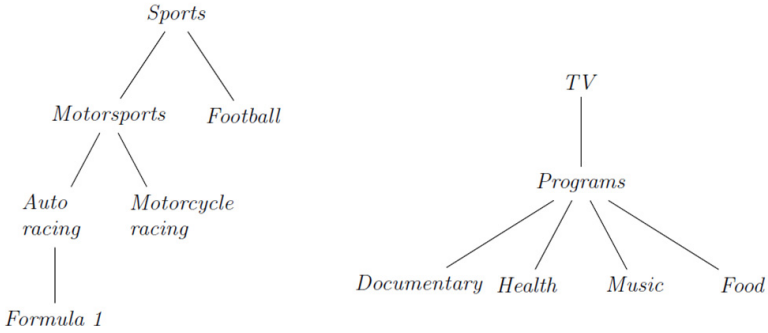 Sports
Motorsports
Football
Auto
racing
Motorcycle
racing
Formula 1
TV
Programs
Documentary
Health
Music
Food